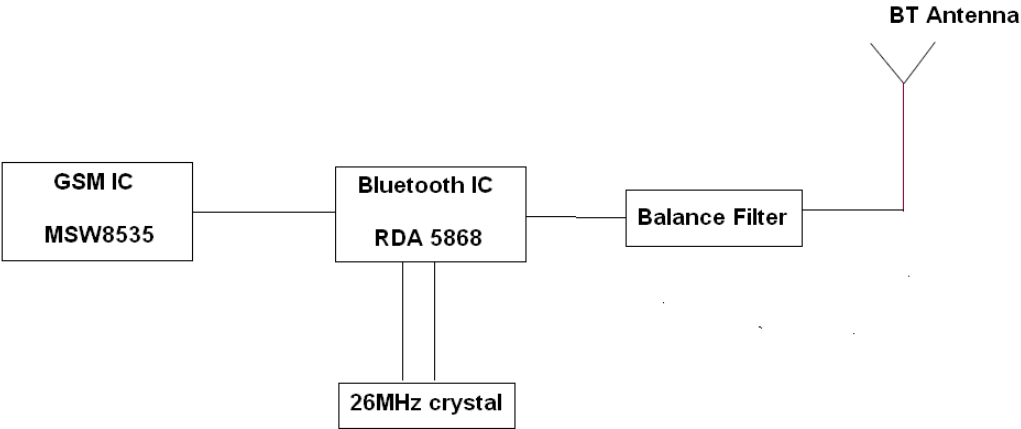 BT Antenna
GSM IC
MSW8535
Bluetooth IC
RDA 5868
Balance Filter
26MHz crystal